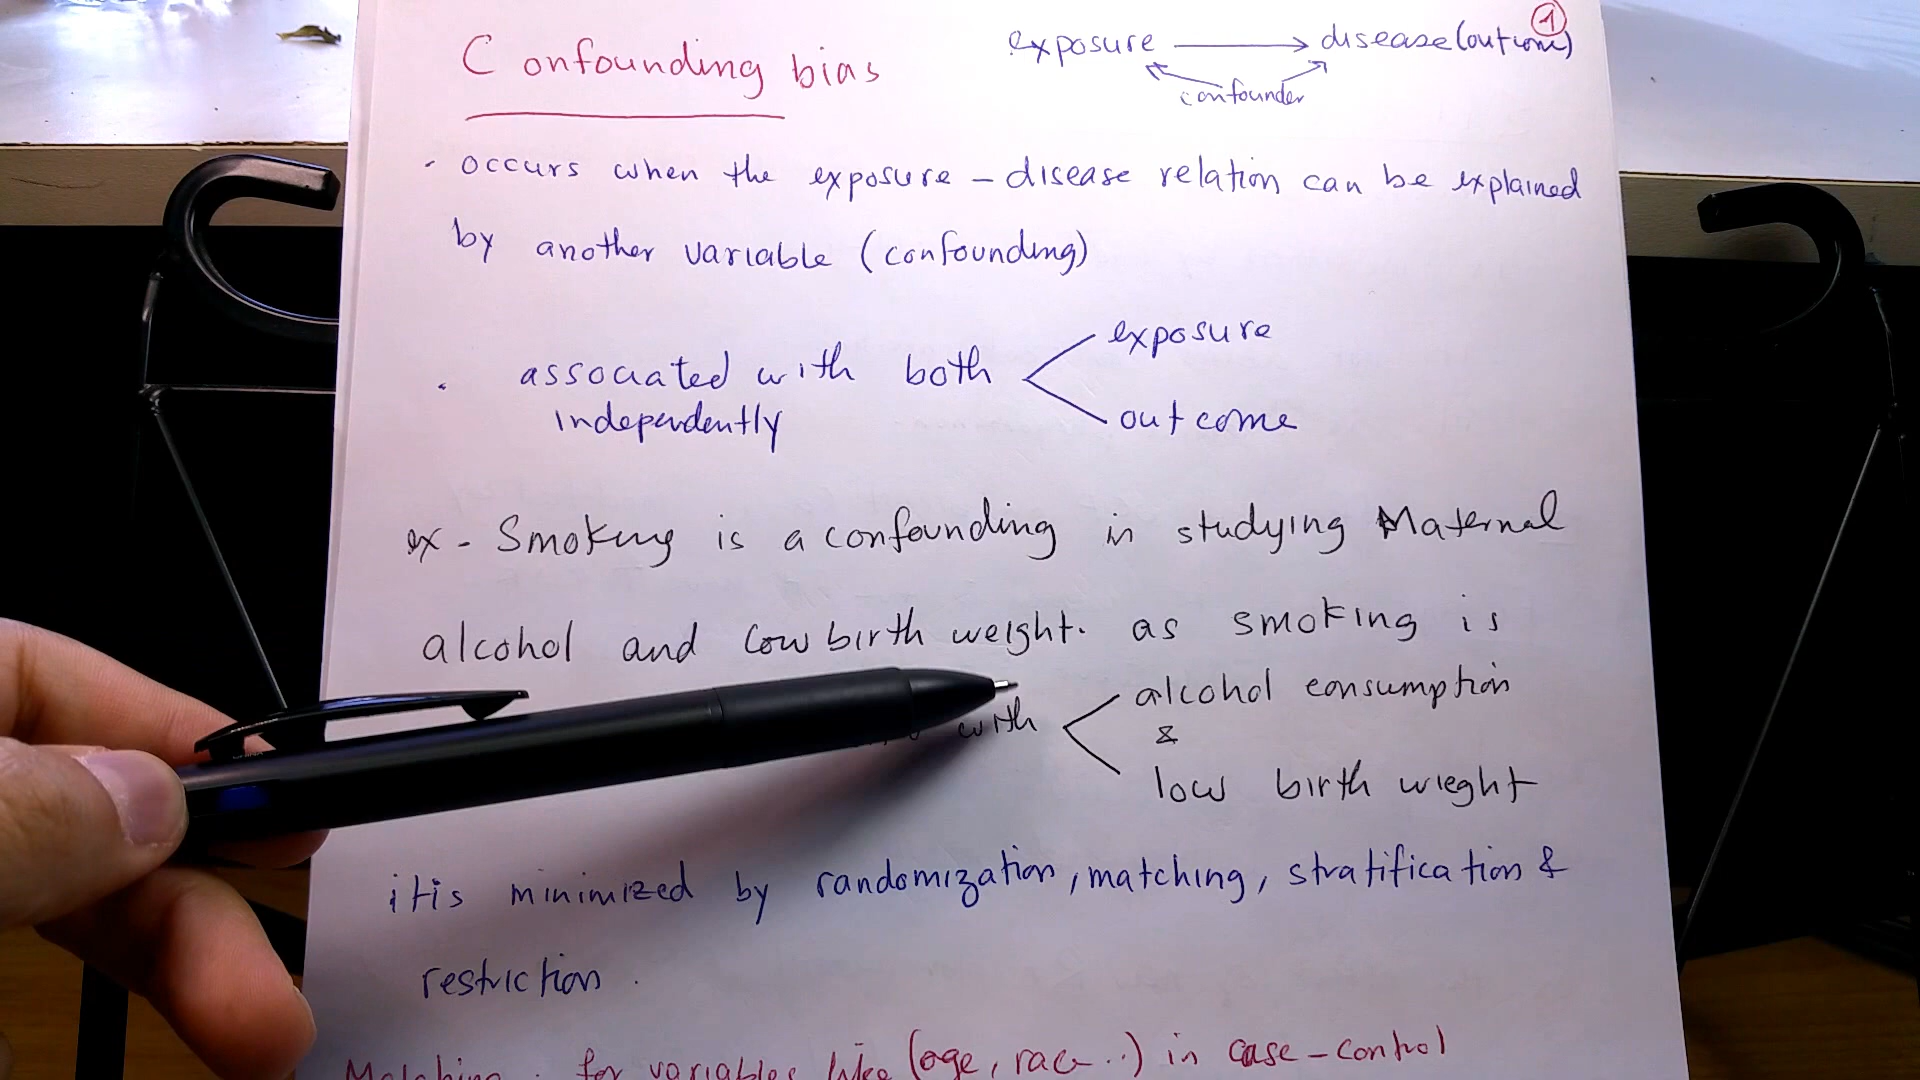 ①
Confounding bias
exposure → disease (outcome)
confounder
• occurs when the exposure – disease relation can be explained
by another variable (confounding)
• associated with both
independently
exposure
outcome
ex - Smoking is a confounding in studying Maternal
alcohol and low birth weight. as smoking is
with
alcohol consumption
&
low birth wieght
it is minimized by randomization, matching, stratification &
restriction.
Matching : for variables like (age, race..) in case-control